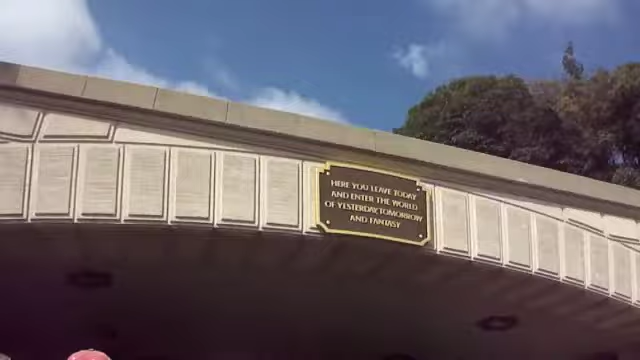 HERE YOU LEAVE TODAY
AND ENTER THE WORLD
OF YESTERDAY, TOMORROW
AND FANTASY